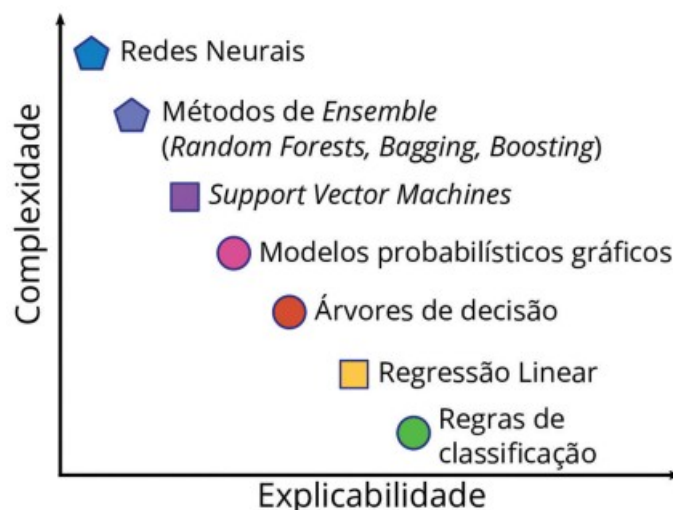 Complexidade
Redes Neurais
Métodos de Ensemble
(Random Forests, Bagging, Boosting)
Support Vector Machines
Modelos probabilísticos gráficos
Árvores de decisão
Regressão Linear
Regras de
classificação
Explicabilidade